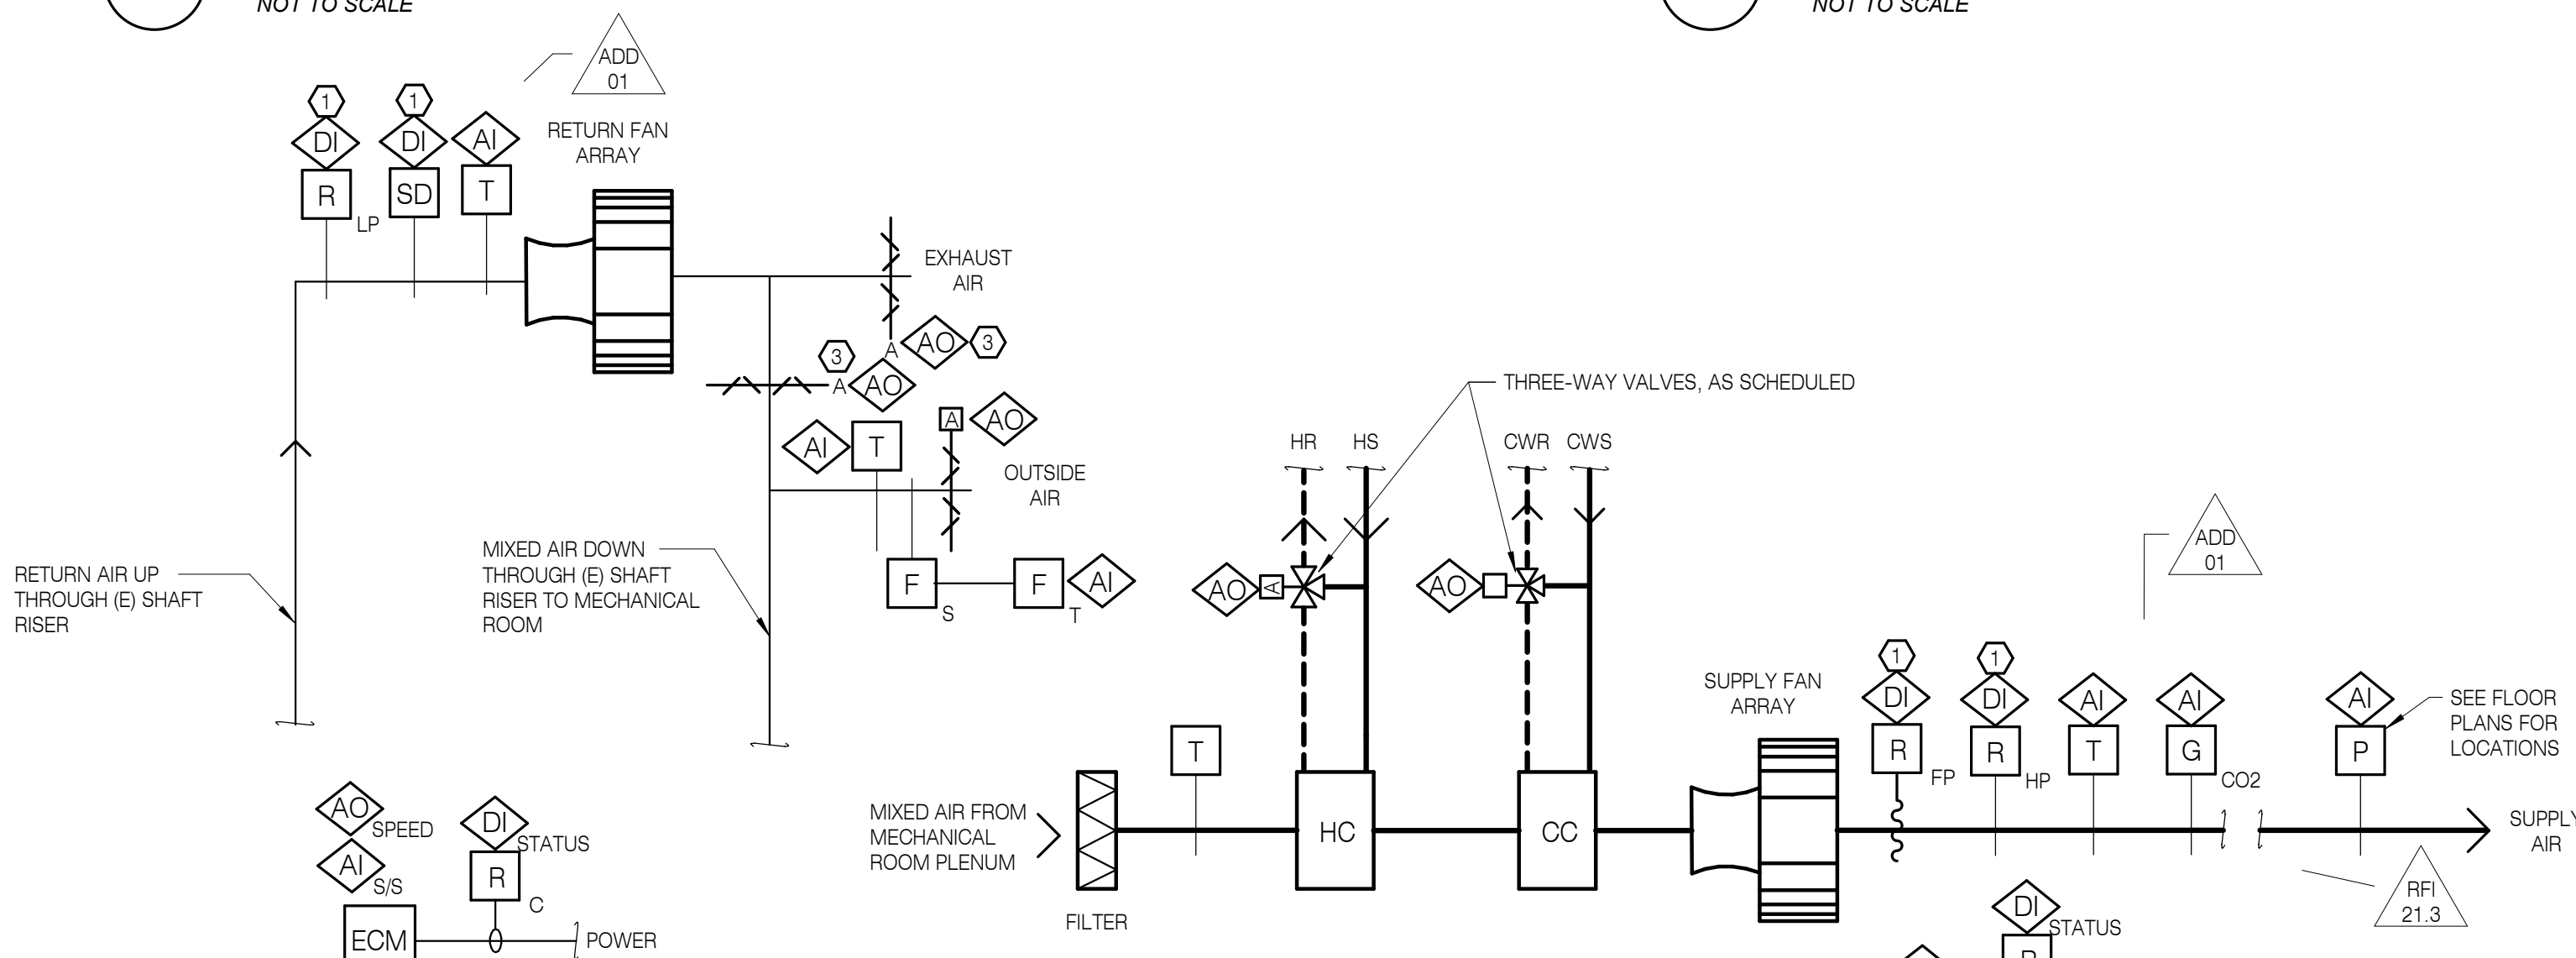 NOT TO SCALE
NOT TO SCALE
ADD
01
1
1
DI
DI
AI
RETURN FAN
ARRAY
R
LP
SD
T
EXHAUST
AIR
A
AO
3
3
A
AO
A
AO
AI
T
OUTSIDE
AIR
THREE-WAY VALVES, AS SCHEDULED
HR
HS
CWR
CWS
RETURN AIR UP
THROUGH (E) SHAFT
RISER
MIXED AIR DOWN
THROUGH (E) SHAFT
RISER TO MECHANICAL
ROOM
F
S
F
T
AI
AO
A
AO
ADD
01
SUPPLY FAN
ARRAY
1
1
DI
DI
AI
AI
AI
R
FP
R
HP
T
G
CO2
P
SEE FLOOR
PLANS FOR
LOCATIONS
T
MIXED AIR FROM
MECHANICAL
ROOM PLENUM
FILTER
HC
CC
SUPPLY
AIR
RFI
21.3
AO
SPEED
AI
S/S
DI
STATUS
R
C
ECM
POWER
DI
STATUS